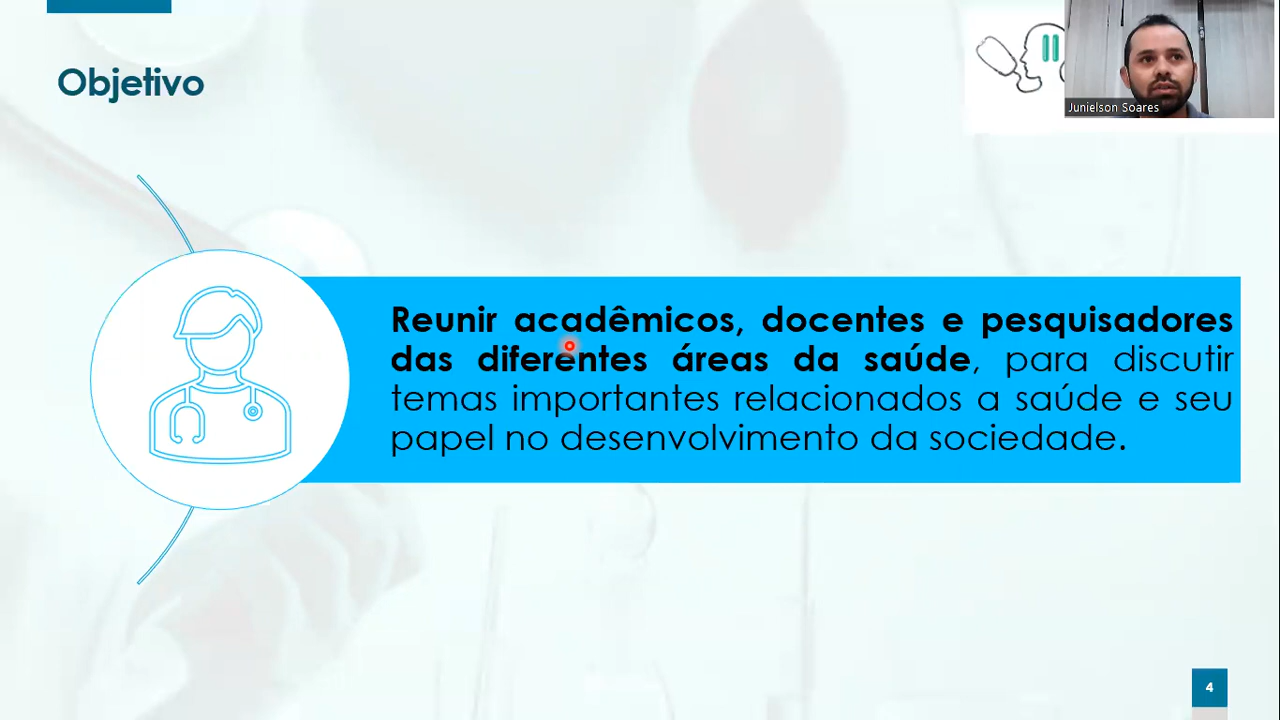 Objetivo
Junielson Soares
Reunir acadêmicos, docentes e pesquisadores
das diferentes áreas da saúde, para discutir
temas importantes relacionados a saúde e seu
papel no desenvolvimento da sociedade.
4